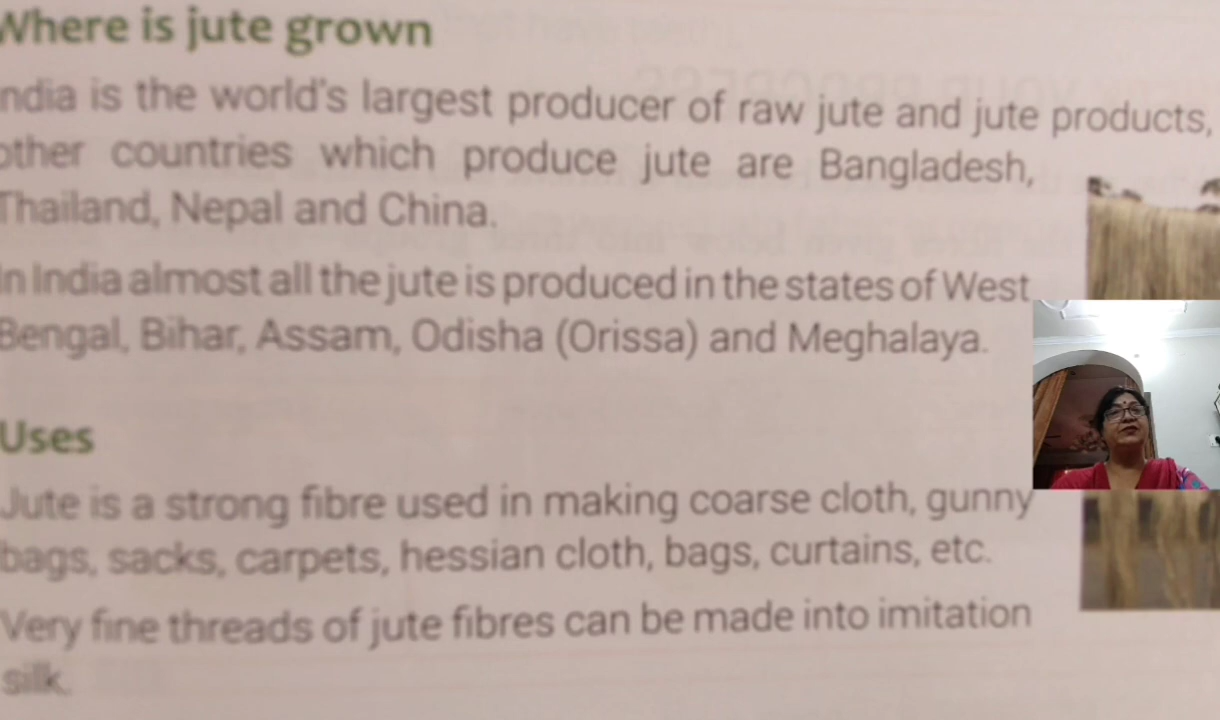 Where is jute grown
India is the world's largest producer of raw jute and jute products,
other countries which produce jute are Bangladesh,
Thailand, Nepal and China.
In India almost all the jute is produced in the states of West
Bengal, Bihar, Assam, Odisha (Orissa) and Meghalaya.
Uses
Jute is a strong fibre used in making coarse cloth, gunny
bags, sacks, carpets, hessian cloth, bags, curtains, etc.
Very fine threads of jute fibres can be made into imitation
silk.